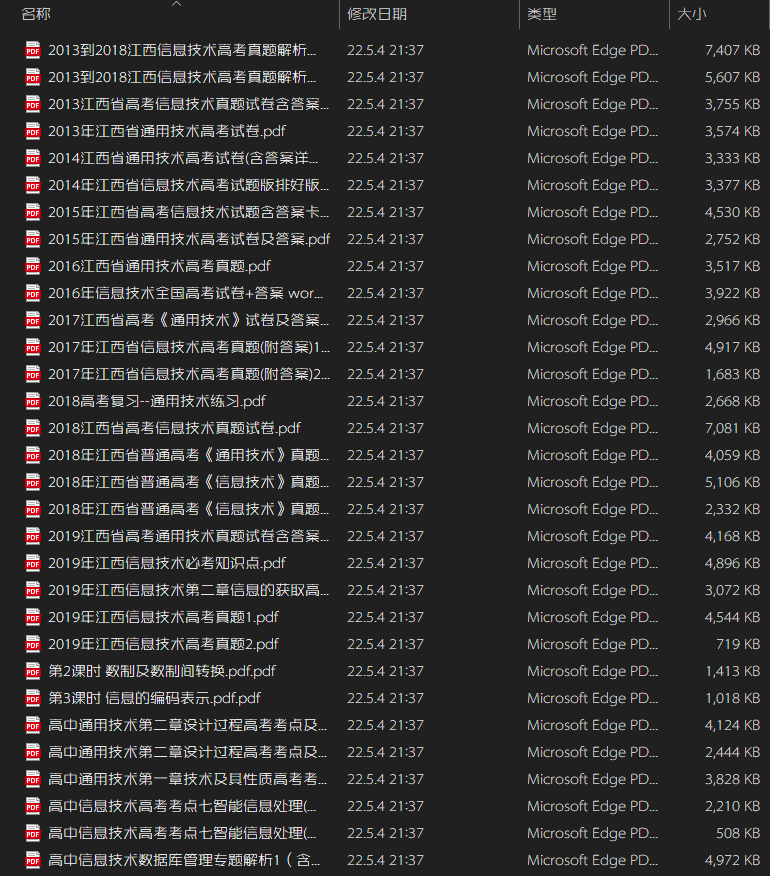 名称 修改日期 类型 大小
2013到2018江西信息技术高考真题解析... 22.5.4 21:37 Microsoft Edge PD... 7,407 KB
2013到2018江西信息技术高考真题解析... 22.5.4 21:37 Microsoft Edge PD... 5,607 KB
2013江西省高考信息技术真题试卷含答案... 22.5.4 21:37 Microsoft Edge PD... 3,755 KB
2013年江西省通用技术高考试卷.pdf 22.5.4 21:37 Microsoft Edge PD... 3,574 KB
2014江西省通用技术高考试卷(含答案详... 22.5.4 21:37 Microsoft Edge PD... 3,333 KB
2014年江西省信息技术高考试题版排好版... 22.5.4 21:37 Microsoft Edge PD... 3,377 KB
2015年江西省高考信息技术试题含答案卡... 22.5.4 21:37 Microsoft Edge PD... 4,530 KB
2015年江西省通用技术高考试卷及答案.pdf 22.5.4 21:37 Microsoft Edge PD... 2,752 KB
2016江西省通用技术高考真题.pdf 22.5.4 21:37 Microsoft Edge PD... 3,517 KB
2016年信息技术全国高考试卷+答案 wor... 22.5.4 21:37 Microsoft Edge PD... 3,922 KB
2017江西省高考《通用技术》试卷及答案... 22.5.4 21:37 Microsoft Edge PD... 2,966 KB
2017年江西省信息技术高考真题(附答案)1... 22.5.4 21:37 Microsoft Edge PD... 4,917 KB
2017年江西省信息技术高考真题(附答案)2... 22.5.4 21:37 Microsoft Edge PD... 1,683 KB
2018高考复习--通用技术练习.pdf 22.5.4 21:37 Microsoft Edge PD... 2,668 KB
2018江西省高考信息技术真题试卷.pdf 22.5.4 21:37 Microsoft Edge PD... 7,081 KB
2018年江西省普通高考《通用技术》真题... 22.5.4 21:37 Microsoft Edge PD... 4,059 KB
2018年江西省普通高考《信息技术》真题... 22.5.4 21:37 Microsoft Edge PD... 5,106 KB
2018年江西省普通高考《信息技术》真题... 22.5.4 21:37 Microsoft Edge PD... 2,332 KB
2019江西省高考通用技术真题试卷含答案... 22.5.4 21:37 Microsoft Edge PD... 4,168 KB
2019年江西信息技术必考知识点.pdf 22.5.4 21:37 Microsoft Edge PD... 4,896 KB
2019年江西信息技术第二章信息的获取高... 22.5.4 21:37 Microsoft Edge PD... 3,072 KB
2019年江西信息技术高考真题1.pdf 22.5.4 21:37 Microsoft Edge PD... 4,544 KB
2019年江西信息技术高考真题2.pdf 22.5.4 21:37 Microsoft Edge PD... 719 KB
第2课时 数制及数制间转换.pdf.pdf 22.5.4 21:37 Microsoft Edge PD... 1,413 KB
第3课时 信息的编码表示.pdf.pdf 22.5.4 21:37 Microsoft Edge PD... 1,018 KB
高中通用技术第二章设计过程高考考点及... 22.5.4 21:37 Microsoft Edge PD... 4,124 KB
高中通用技术第二章设计过程高考考点及... 22.5.4 21:37 Microsoft Edge PD... 2,444 KB
高中通用技术第一章技术及其性质高考考... 22.5.4 21:37 Microsoft Edge PD... 3,828 KB
高中信息技术高考考点七智能信息处理(... 22.5.4 21:37 Microsoft Edge PD... 2,210 KB
高中信息技术高考考点七智能信息处理(... 22.5.4 21:37 Microsoft Edge PD... 508 KB
高中信息技术数据库管理专题解析1（含... 22.5.4 21:37 Microsoft Edge PD... 4,972 KB